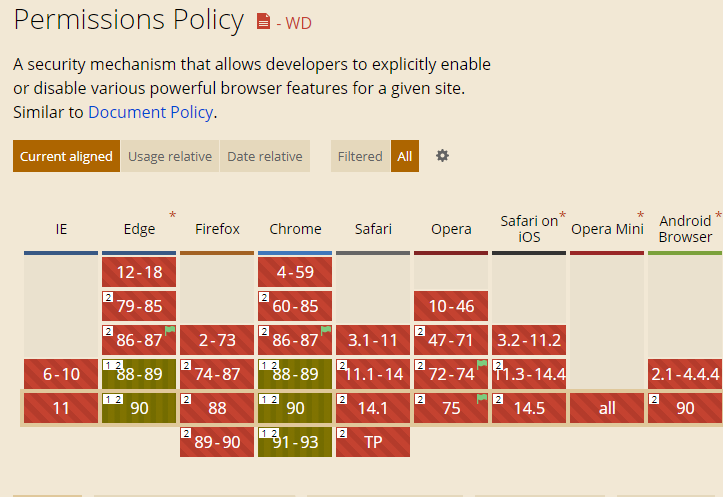 Permissions Policy - WD
A security mechanism that allows developers to explicitly enable
or disable various powerful browser features for a given site.
Similar to Document Policy.
Current aligned Usage relative Date relative Filtered All
IE Edge * Firefox Chrome Safari Opera Safari on iOS * Opera Mini * Android Browser *
12-18 4-59
2 79-85 2 60-85 10-46
2 86-87 2-73 2 86-87 3.1-11 2 47-71 3.2-11.2
6-10 1 2 88-89 2 74-87 1 2 88-89 2 11.1-14 2 72-74 2 11.3-14.4 2.1-4.4.4
11 1 2 90 2 88 1 2 90 2 14.1 2 75 2 14.5 all 2 90
2 89-90 1 2 91-93 2 TP